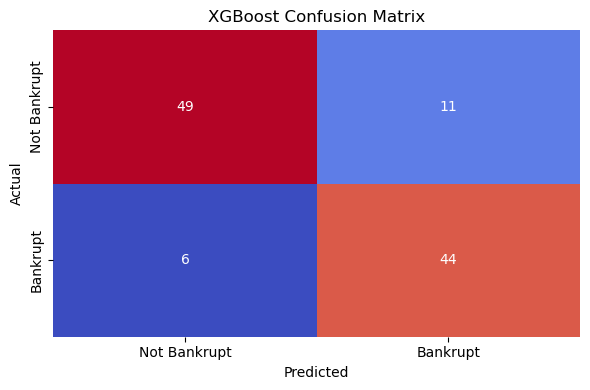 XGBoost Confusion Matrix
Actual
Not Bankrupt
49
11
Bankrupt
6
44
Not Bankrupt
Bankrupt
Predicted